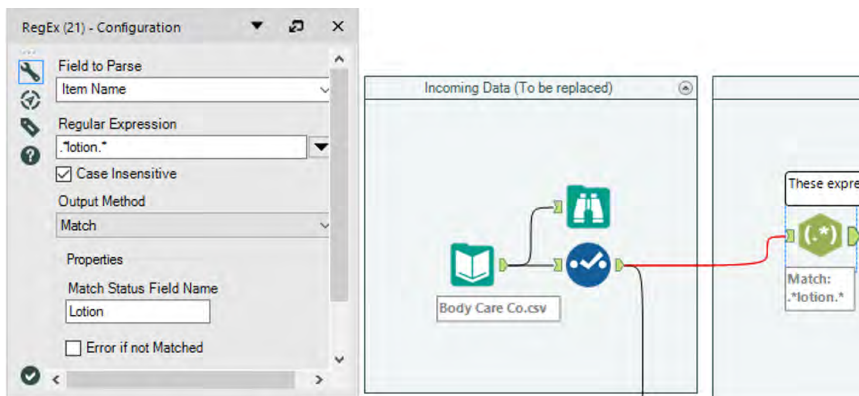 RegEx (21) - Configuration
Field to Parse
Item Name
Regular Expression
.*lotion.*
Case Insensitive
Output Method
Match
Properties
Match Status Field Name
Lotion
Error if not Matched
Incoming Data (To be replaced)
Body Care Co.csv
These expre
(.*)
Match:
.*lotion.*